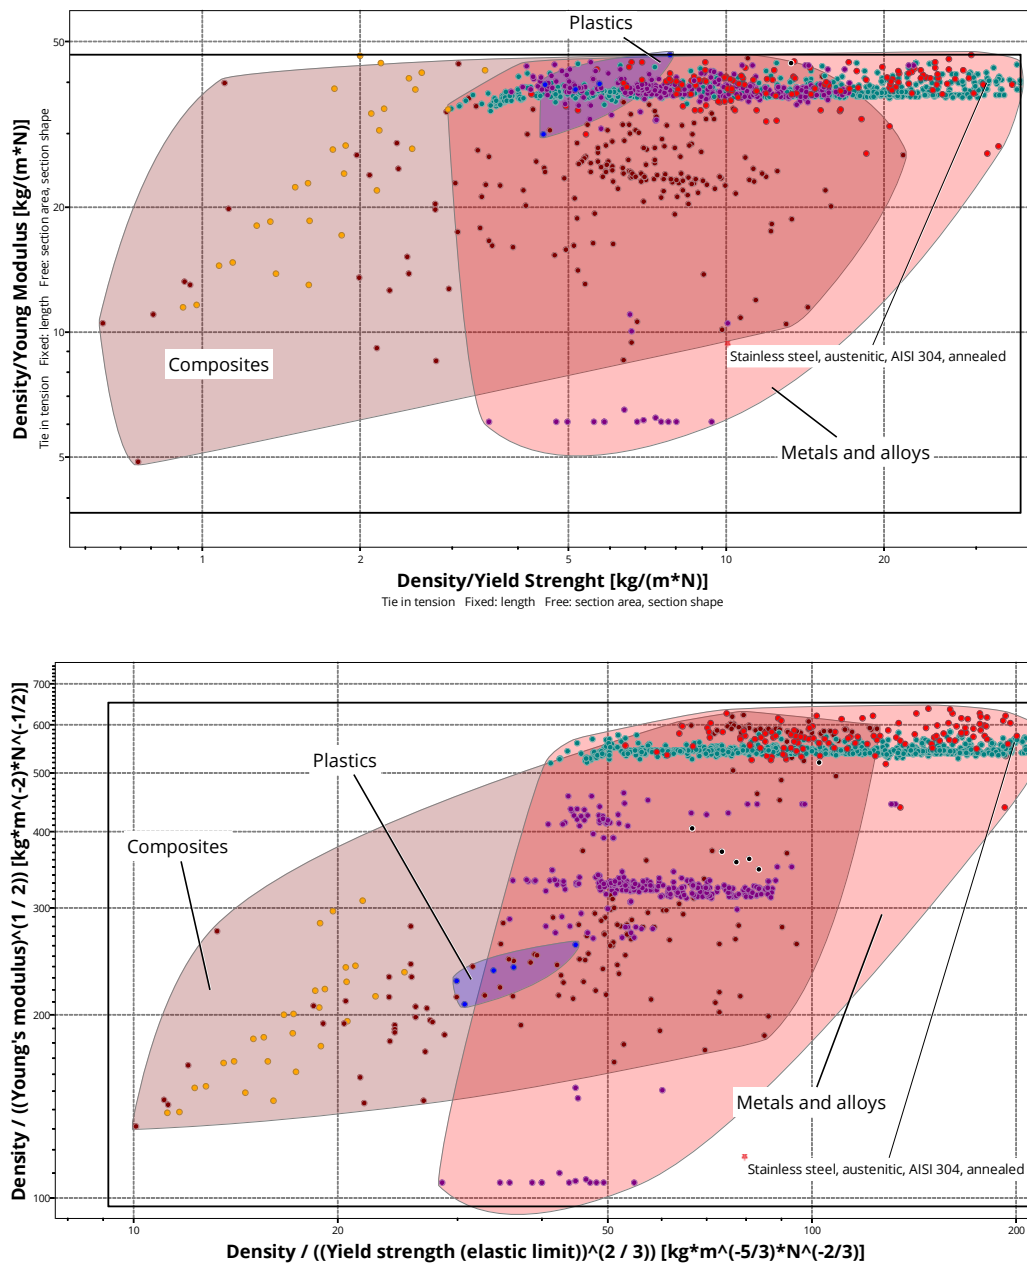 Plastics
50
20
10
5
Density/Young Modulus [kg/(m*N)]
Tie in tension   Fixed: length   Free: section area, section shape
Composites
Stainless steel, austenitic, AISI 304, annealed
Metals and alloys
1 2 5 10 20
Density/Yield Strenght [kg/(m*N)]
Tie in tension   Fixed: length   Free: section area, section shape
700
600
500
400
300
200
100
Density / ((Young's modulus)^(1 / 2)) [kg*m^(-2)*N^(-1/2)]
Plastics
Composites
Metals and alloys
Stainless steel, austenitic, AISI 304, annealed
10 20 50 100 200
Density / ((Yield strength (elastic limit))^(2 / 3)) [kg*m^(-5/3)*N^(-2/3)]